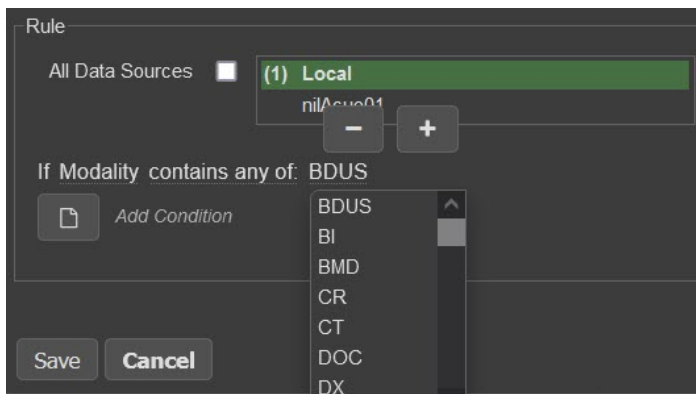 Rule
All Data Sources
(1) Local
− +
If Modality contains any of: BDUS
Add Condition
BDUS
BI
BMD
CR
CT
DOC
DX
Save Cancel